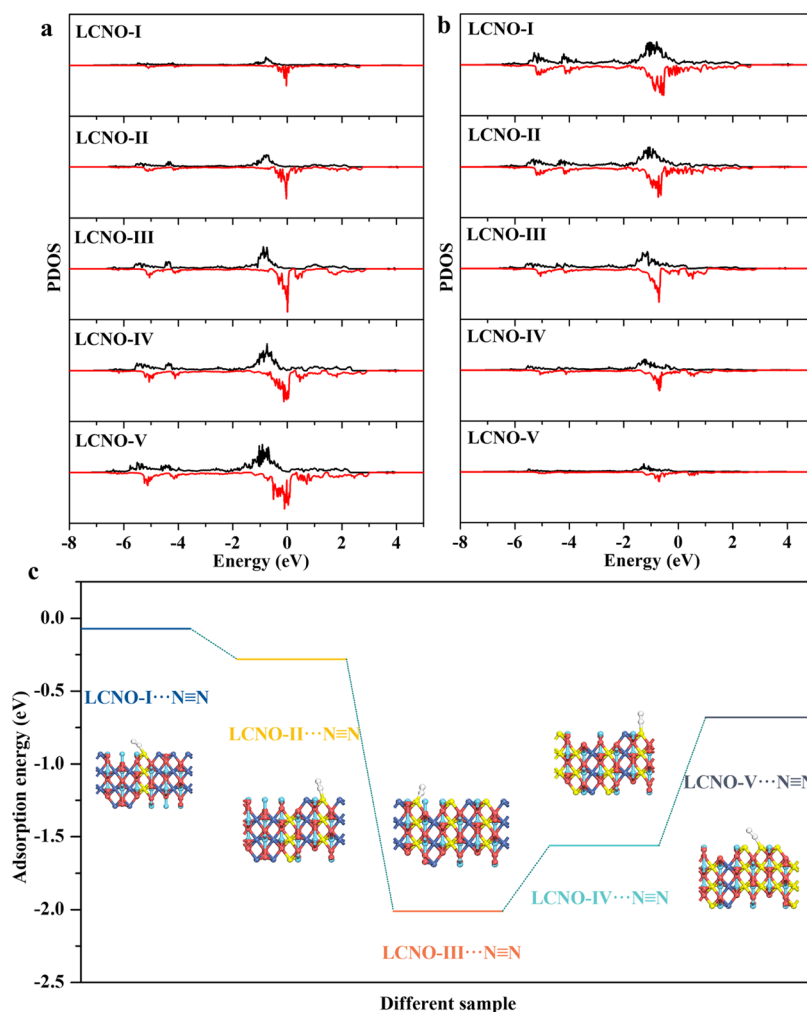 a
LCNO-I
LCNO-II
LCNO-III
LCNO-IV
LCNO-V
PDOS
-8 -6 -4 -2 0 2 4
Energy (eV)
b
LCNO-I
LCNO-II
LCNO-III
LCNO-IV
LCNO-V
PDOS
-8 -6 -4 -2 0 2 4
Energy (eV)
c
Adsorption energy (eV)
0.0
-0.5
-1.0
-1.5
-2.0
-2.5
LCNO-I···N≡N
LCNO-II···N≡N
LCNO-III···N≡N
LCNO-IV···N≡N
LCNO-V···N≡N
Different sample